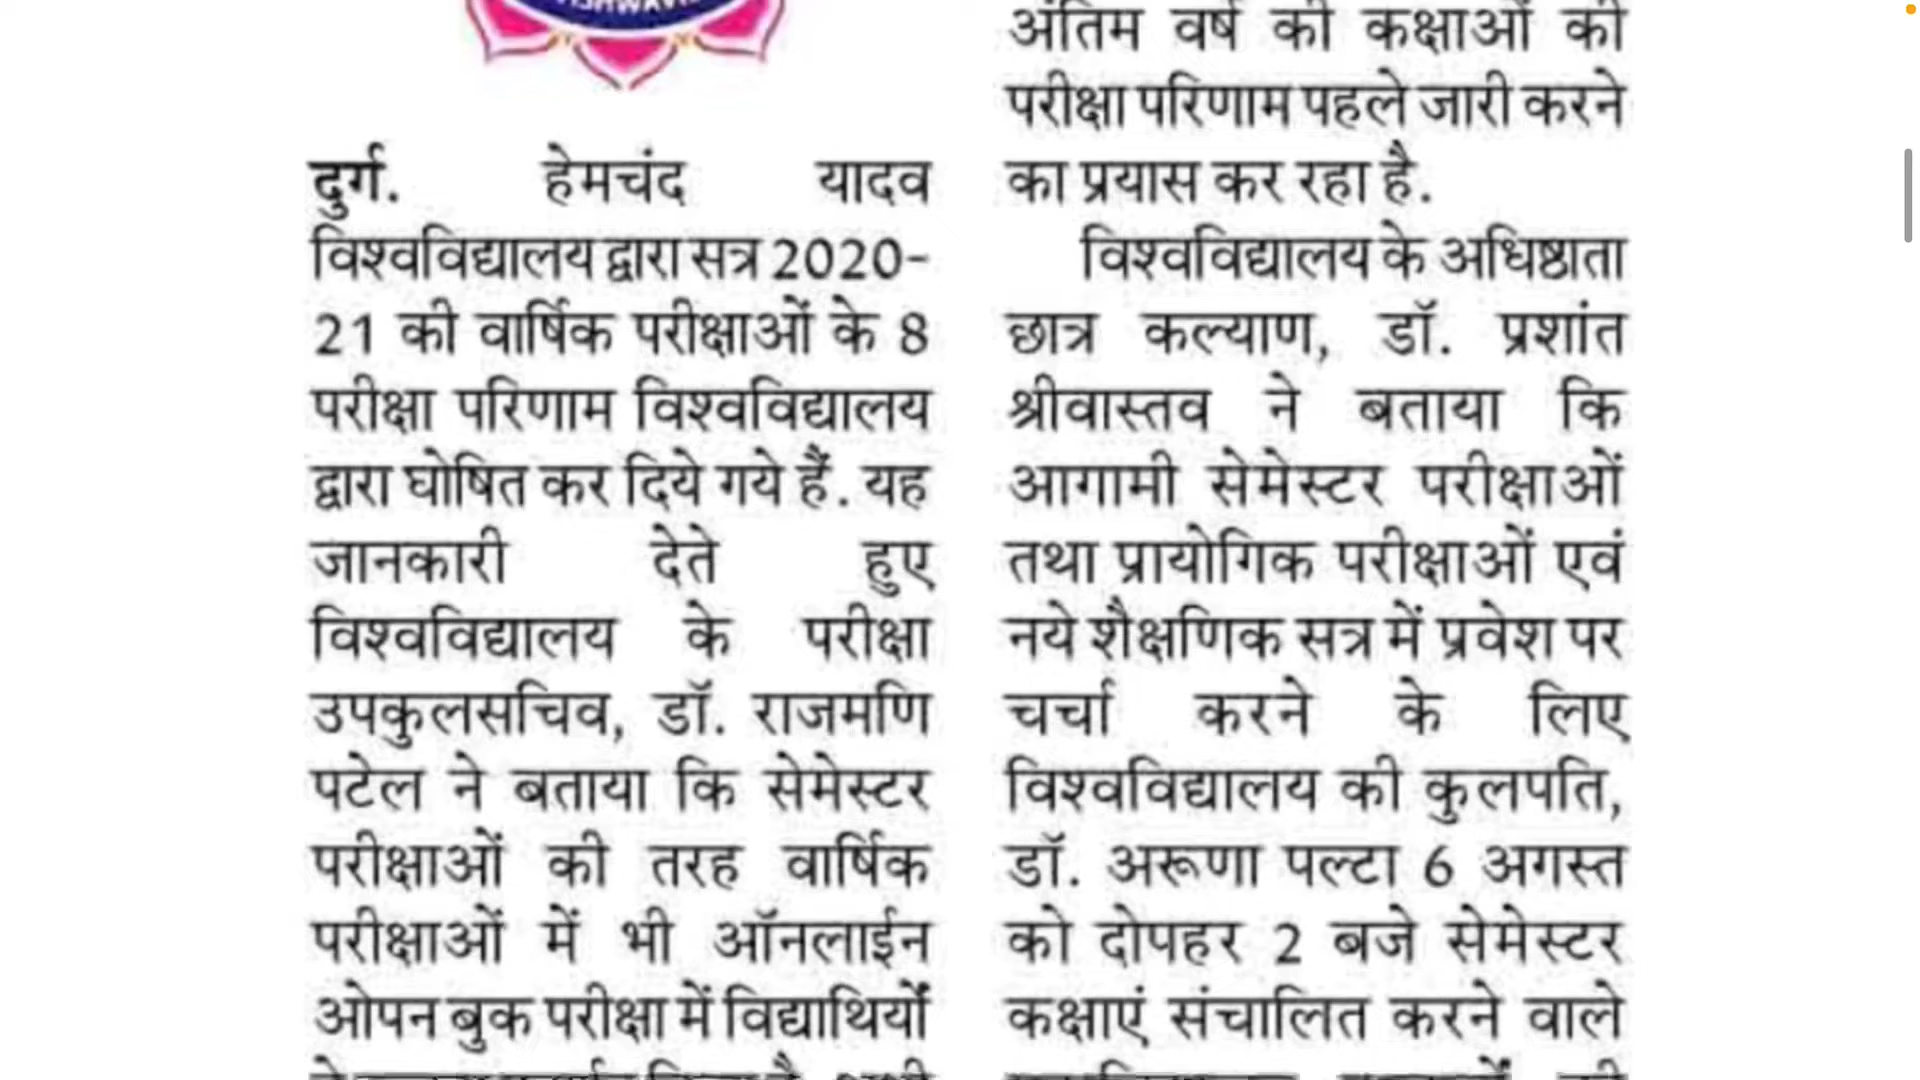 दुर्ग. हेमचंद यादव
विश्वविद्यालय द्वारा सत्र 2020-
21 की वार्षिक परीक्षाओं के 8
परीक्षा परिणाम विश्वविद्यालय
द्वारा घोषित कर दिये गये हैं. यह
जानकारी देते हुए
विश्वविद्यालय के परीक्षा
उपकुलसचिव, डॉ. राजमणि
पटेल ने बताया कि सेमेस्टर
परीक्षाओं की तरह वार्षिक
परीक्षाओं में भी ऑनलाईन
ओपन बुक परीक्षा में विद्याथियों
अंतिम वर्ष की कक्षाओं की
परीक्षा परिणाम पहले जारी करने
का प्रयास कर रहा है.
विश्वविद्यालय के अधिष्ठाता
छात्र कल्याण, डॉ. प्रशांत
श्रीवास्तव ने बताया कि
आगामी सेमेस्टर परीक्षाओं
तथा प्रायोगिक परीक्षाओं एवं
नये शैक्षणिक सत्र में प्रवेश पर
चर्चा करने के लिए
विश्वविद्यालय की कुलपति,
डॉ. अरूणा पल्टा 6 अगस्त
को दोपहर 2 बजे सेमेस्टर
कक्षाएं संचालित करने वाले